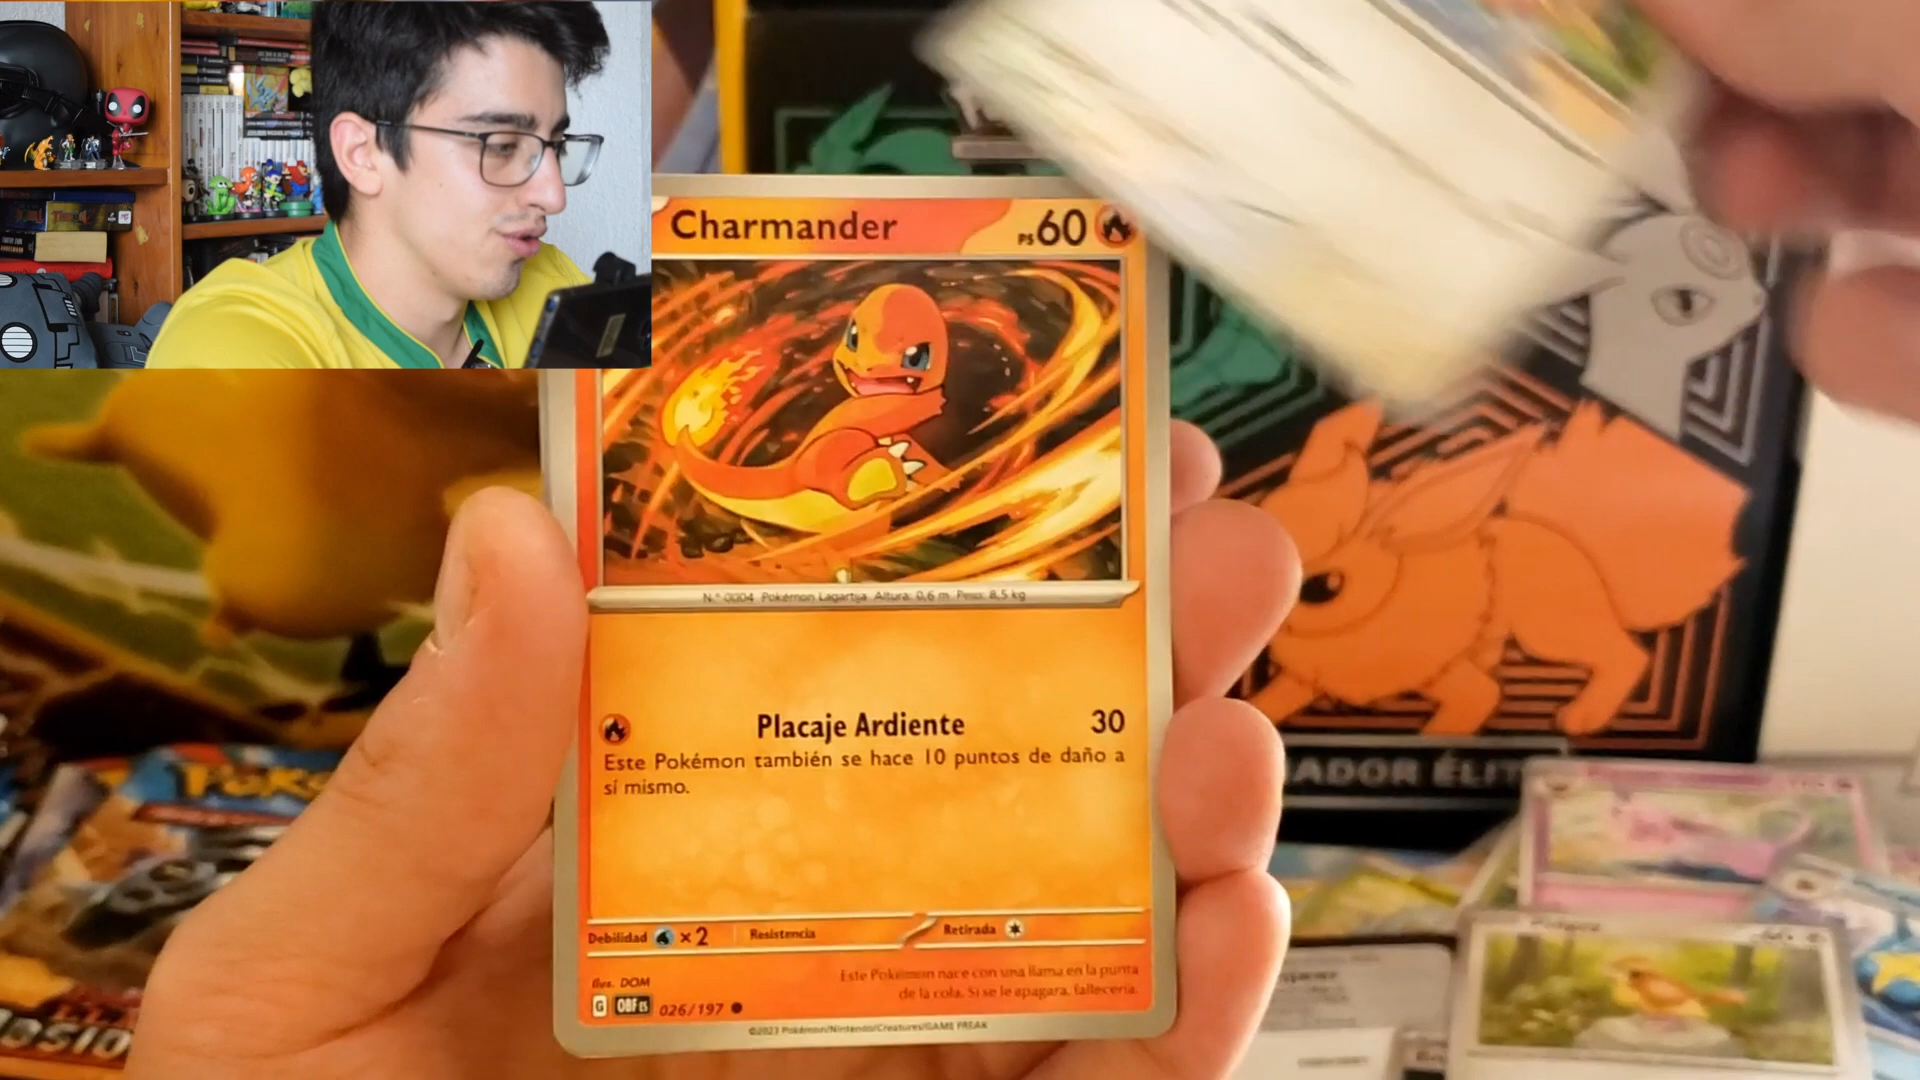 Charmander
PS 60
N.º 0004 Pokémon Lagartija Altura: 0,6 m Peso: 8,5 kg
Placaje Ardiente 30
Este Pokémon también se hace 10 puntos de daño a
sí mismo.
Debilidad ×2 Resistencia Retirada
Ilus. DOM
Este Pokémon nace con una llama en la punta
de la cola. Si se le apagara, fallecería.
G OBF ES 026/197
©2023 Pokémon/Nintendo/Creatures/GAME FREAK
ADOR ÉLIT